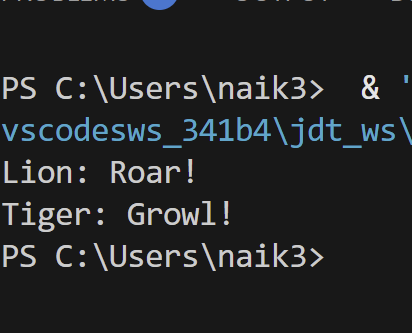 PS C:\Users\naik3>  & '
vscodesws_341b4\jdt_ws\
Lion: Roar!
Tiger: Growl!
PS C:\Users\naik3>